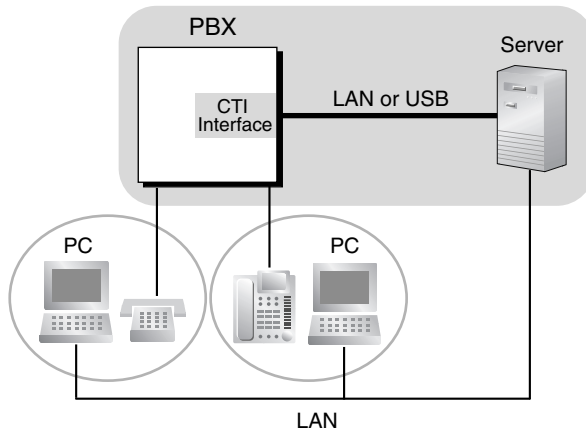 PBX
Server
CTI
Interface
LAN or USB
PC
PC
LAN